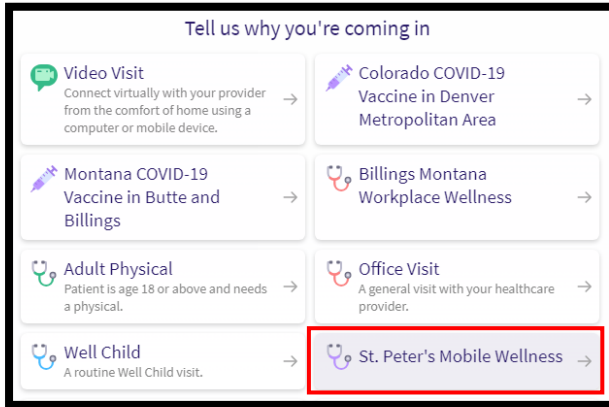 Tell us why you're coming in
Video Visit
Connect virtually with your provider
from the comfort of home using a
computer or mobile device.
Colorado COVID-19
Vaccine in Denver
Metropolitan Area
Montana COVID-19
Vaccine in Butte and
Billings
Billings Montana
Workplace Wellness
Adult Physical
Patient is age 18 or above and needs
a physical.
Office Visit
A general visit with your healthcare
provider.
Well Child
A routine Well Child visit.
St. Peter's Mobile Wellness